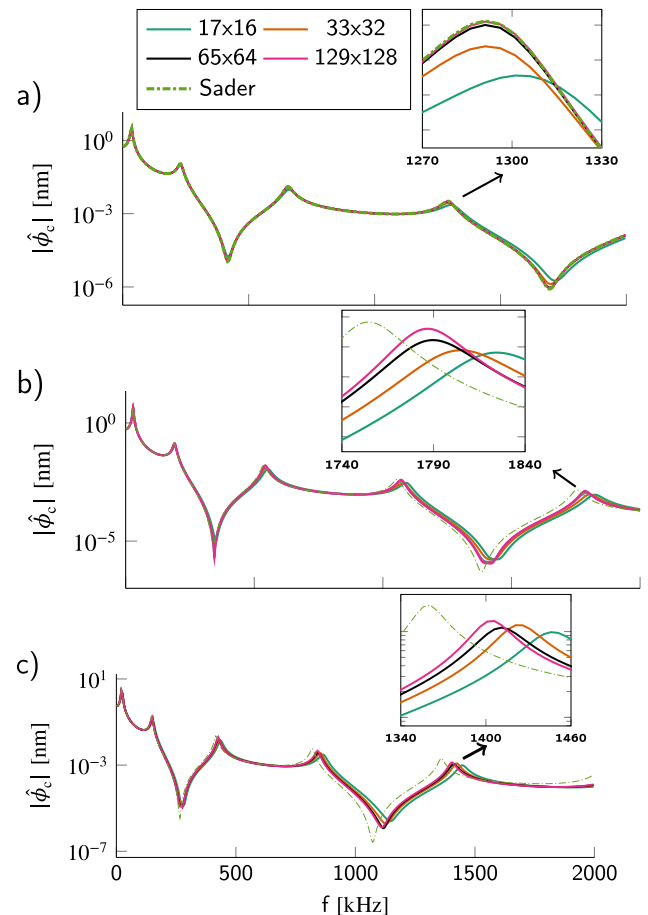 17x16 33x32
65x64 129x128
Sader
1270 1300 1330
a)
10^0
10^-3
10^-6
|ϕ̂_c| [nm]
1740 1790 1840
b)
10^0
10^-5
|ϕ̂_c| [nm]
1340 1400 1460
c)
10^1
10^-3
10^-7
|ϕ̂_c| [nm]
0 500 1000 1500 2000
f [kHz]